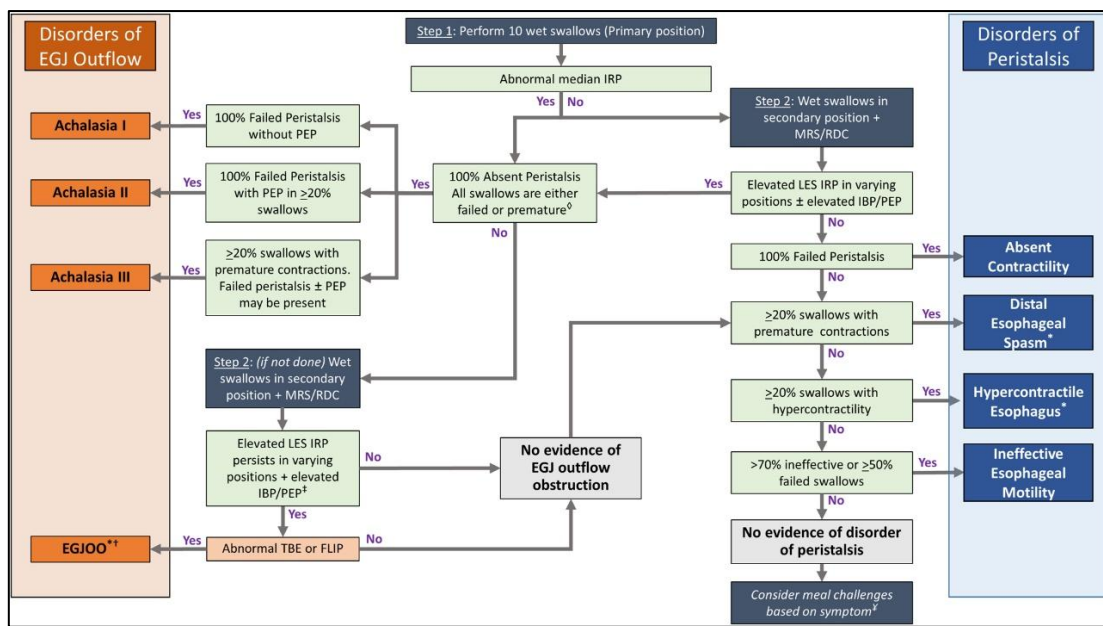 Disorders of
EGJ Outflow
Step 1: Perform 10 wet swallows (Primary position)
Disorders of
Peristalsis
Abnormal median IRP
Yes
No
Step 2: Wet swallows in
secondary position +
MRS/RDC
Achalasia I
Yes
100% Failed Peristalsis
without PEP
Achalasia II
Yes
100% Failed Peristalsis
with PEP in ≥20%
swallows
Yes
100% Absent Peristalsis
All swallows are either
failed or premature◊
Yes
Elevated LES IRP in varying
positions ± elevated IBP/PEP
No
No
Achalasia III
Yes
≥20% swallows with
premature contractions.
Failed peristalsis ± PEP
may be present
100% Failed Peristalsis
Yes
Absent
Contractility
No
≥20% swallows with
premature contractions
Yes
Distal
Esophageal
Spasm*
No
Step 2: (if not done) Wet
swallows in secondary
position + MRS/RDC
≥20% swallows with
hypercontractility
Yes
Hypercontractile
Esophagus*
No
Elevated LES IRP
persists in varying
positions + elevated
IBP/PEP‡
No
No evidence of
EGJ outflow
obstruction
>70% ineffective or ≥50%
failed swallows
Yes
Ineffective
Esophageal
Motility
Yes
No
EGJOO*†
Yes
Abnormal TBE or FLIP
No
No evidence of disorder
of peristalsis
Consider meal challenges
based on symptom¥